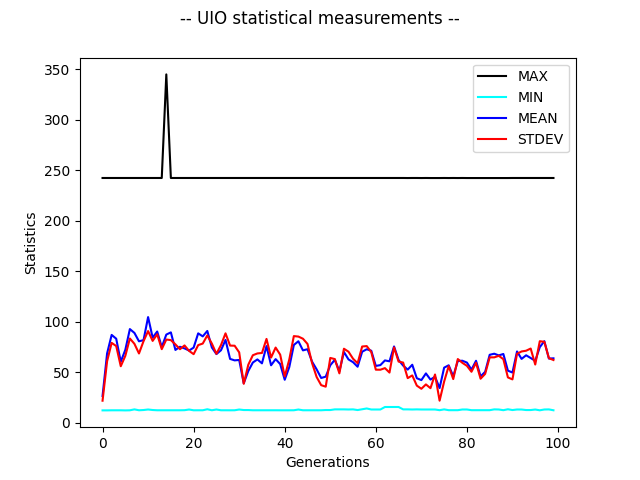 -- UIO statistical measurements --
350
300
250
200
150
100
50
0
Statistics
MAX
MIN
MEAN
STDEV
0 20 40 60 80 100
Generations